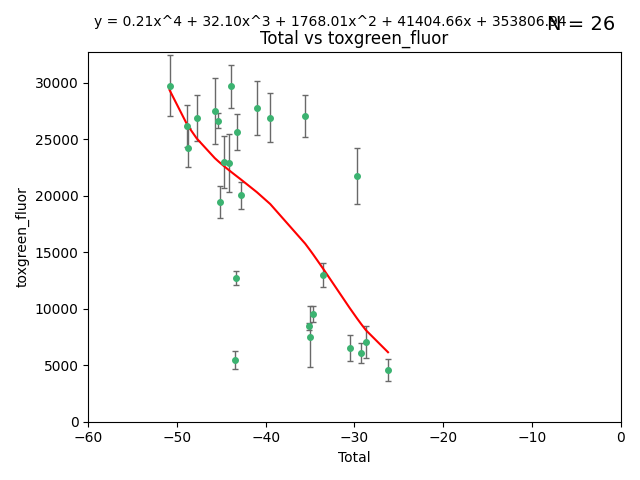 y = 0.21x^4 + 32.10x^3 + 1768.01x^2 + 41404.66x + 353806.94
N = 26
Total vs toxgreen_fluor
30000
25000
20000
15000
10000
5000
0
toxgreen_fluor
−60 −50 −40 −30 −20 −10 0
Total